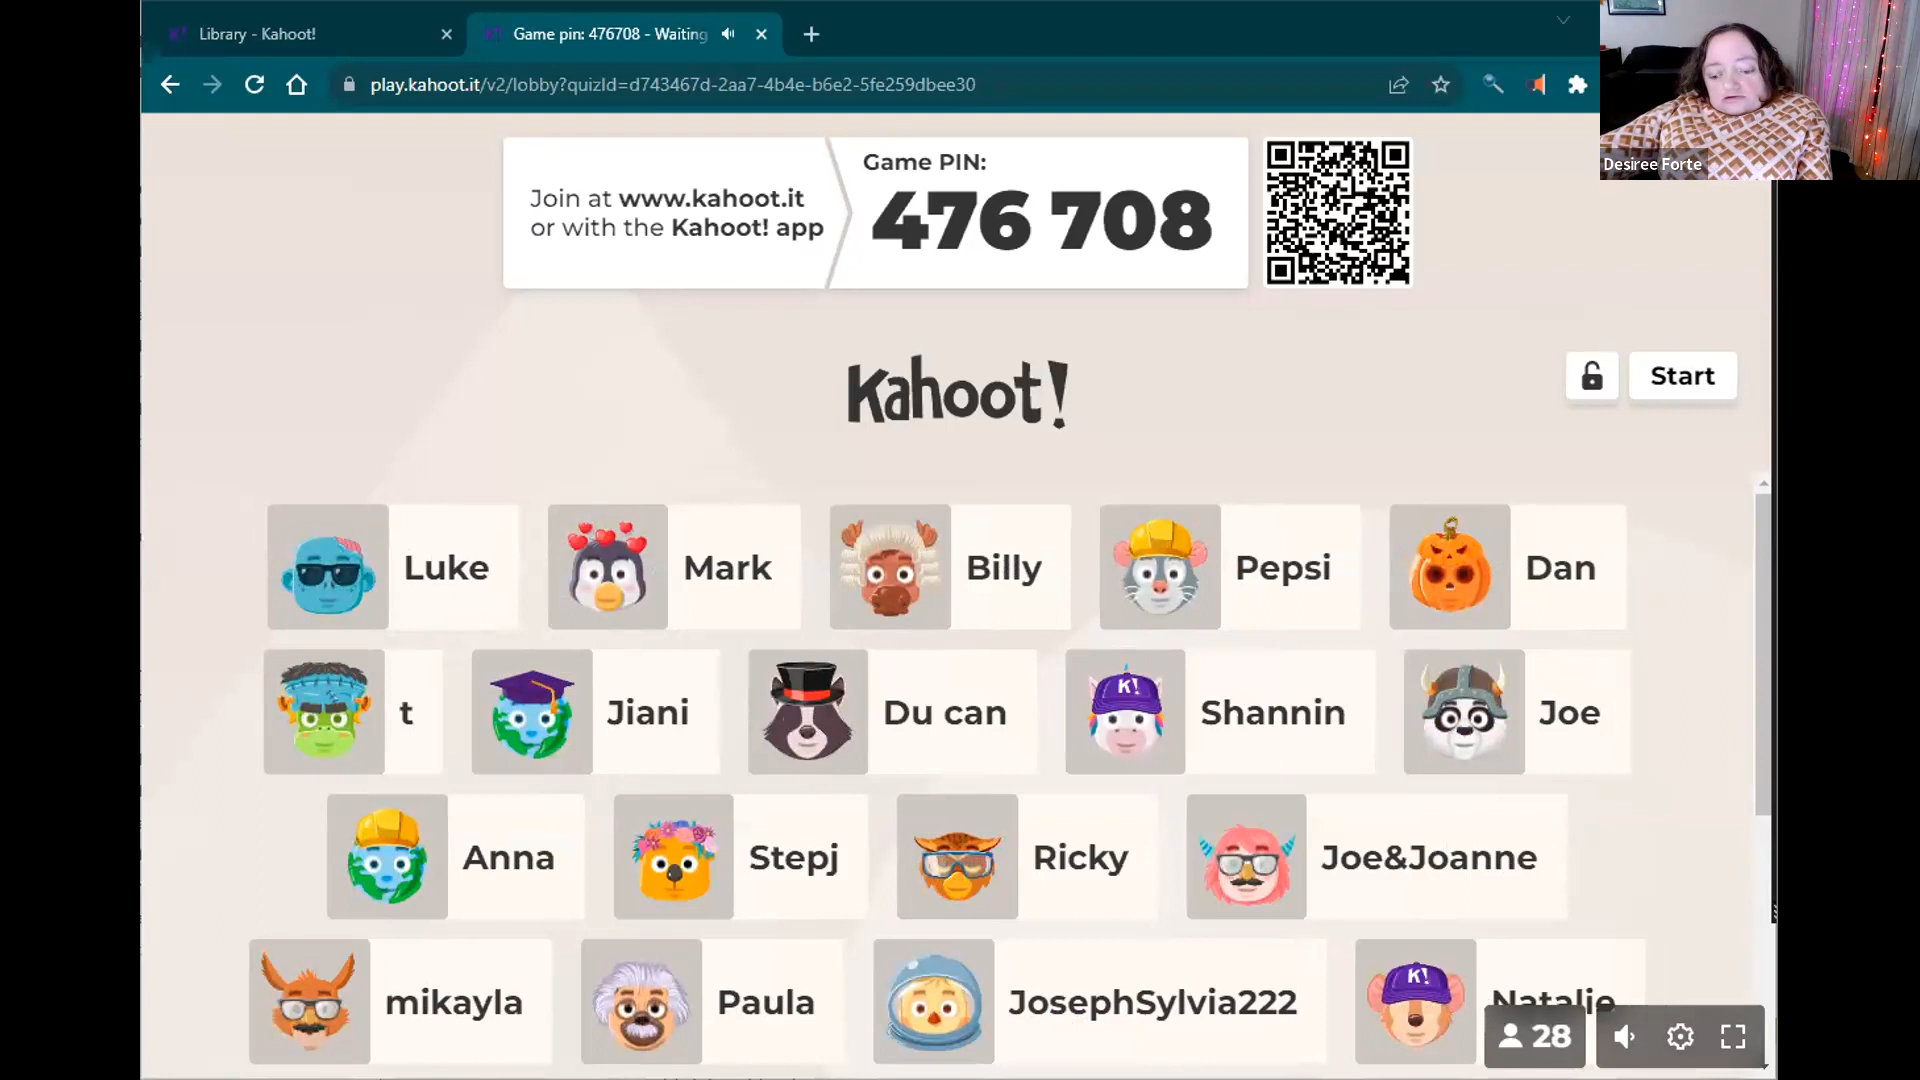 Library - Kahoot!
Game pin: 476708 - Waiting
play.kahoot.it/v2/lobby?quizId=d743467d-2aa7-4b4e-b6e2-5fe259dbee30
Desiree Forte
Join at www.kahoot.it
or with the Kahoot! app
Game PIN:
476 708
Kahoot!
Start
Luke
Mark
Billy
Pepsi
Dan
t
Jiani
Du can
K!
Shannin
Joe
Anna
Stepj
Ricky
Joe&Joanne
mikayla
Paula
JosephSylvia222
K!
Natalie
28